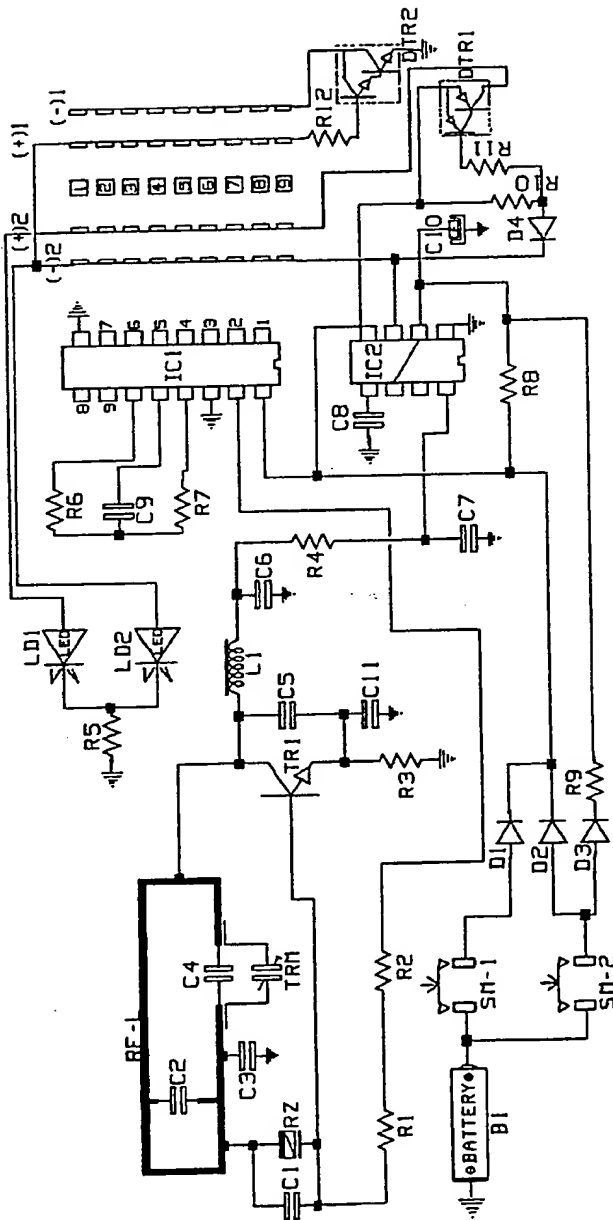 DTR2
DTR1
(-)1
R12
(+)1
R11
R10
1
2
3
4
5
6
7
8
9
(+)2
D4
C10
(-)2
7
6
5
4
3
2
1
IC1
IC2
8
9
C8
R8
R6
C9
R7
C7
R4
C6
LD1
LED
LD2
LED
L1
C5
C11
R5
TR1
R3
R9
D1
D2
D3
RF-1
C4
TRM
R2
SM-1
SM-2
C2
C3
RZ
R1
BATTERY
B1
C1